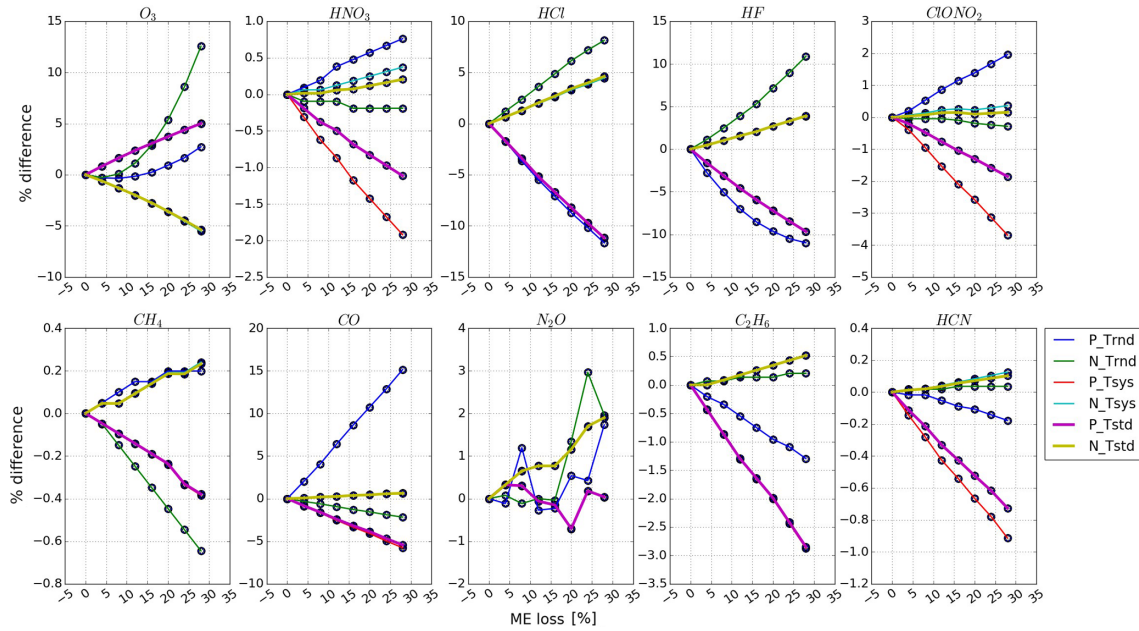 O3 HNO3 HCl HF ClONO2
% difference
15 10 5 0 −5 −10
1.0 0.5 0.0 −0.5 −1.0 −1.5 −2.0 −2.5
10 5 0 −5 −10 −15
15 10 5 0 −5 −10 −15
3 2 1 0 −1 −2 −3 −4 −5
−5 0 5 10 15 20 25 30 35
−5 0 5 10 15 20 25 30 35
−5 0 5 10 15 20 25 30 35
−5 0 5 10 15 20 25 30 35
−5 0 5 10 15 20 25 30 35
CH4 CO N2O C2H6 HCN
% difference
0.4 0.2 0.0 −0.2 −0.4 −0.6 −0.8
20 15 10 5 0 −5 −10
4 3 2 1 0 −1 −2
1.0 0.5 0.0 −0.5 −1.0 −1.5 −2.0 −2.5 −3.0 −3.5
0.4 0.2 0.0 −0.2 −0.4 −0.6 −0.8 −1.0 −1.2
−5 0 5 10 15 20 25 30 35
−5 0 5 10 15 20 25 30 35
−5 0 5 10 15 20 25 30 35
−5 0 5 10 15 20 25 30 35
−5 0 5 10 15 20 25 30 35
ME loss [%]
P_Trnd
N_Trnd
P_Tsys
N_Tsys
P_Tstd
N_Tstd